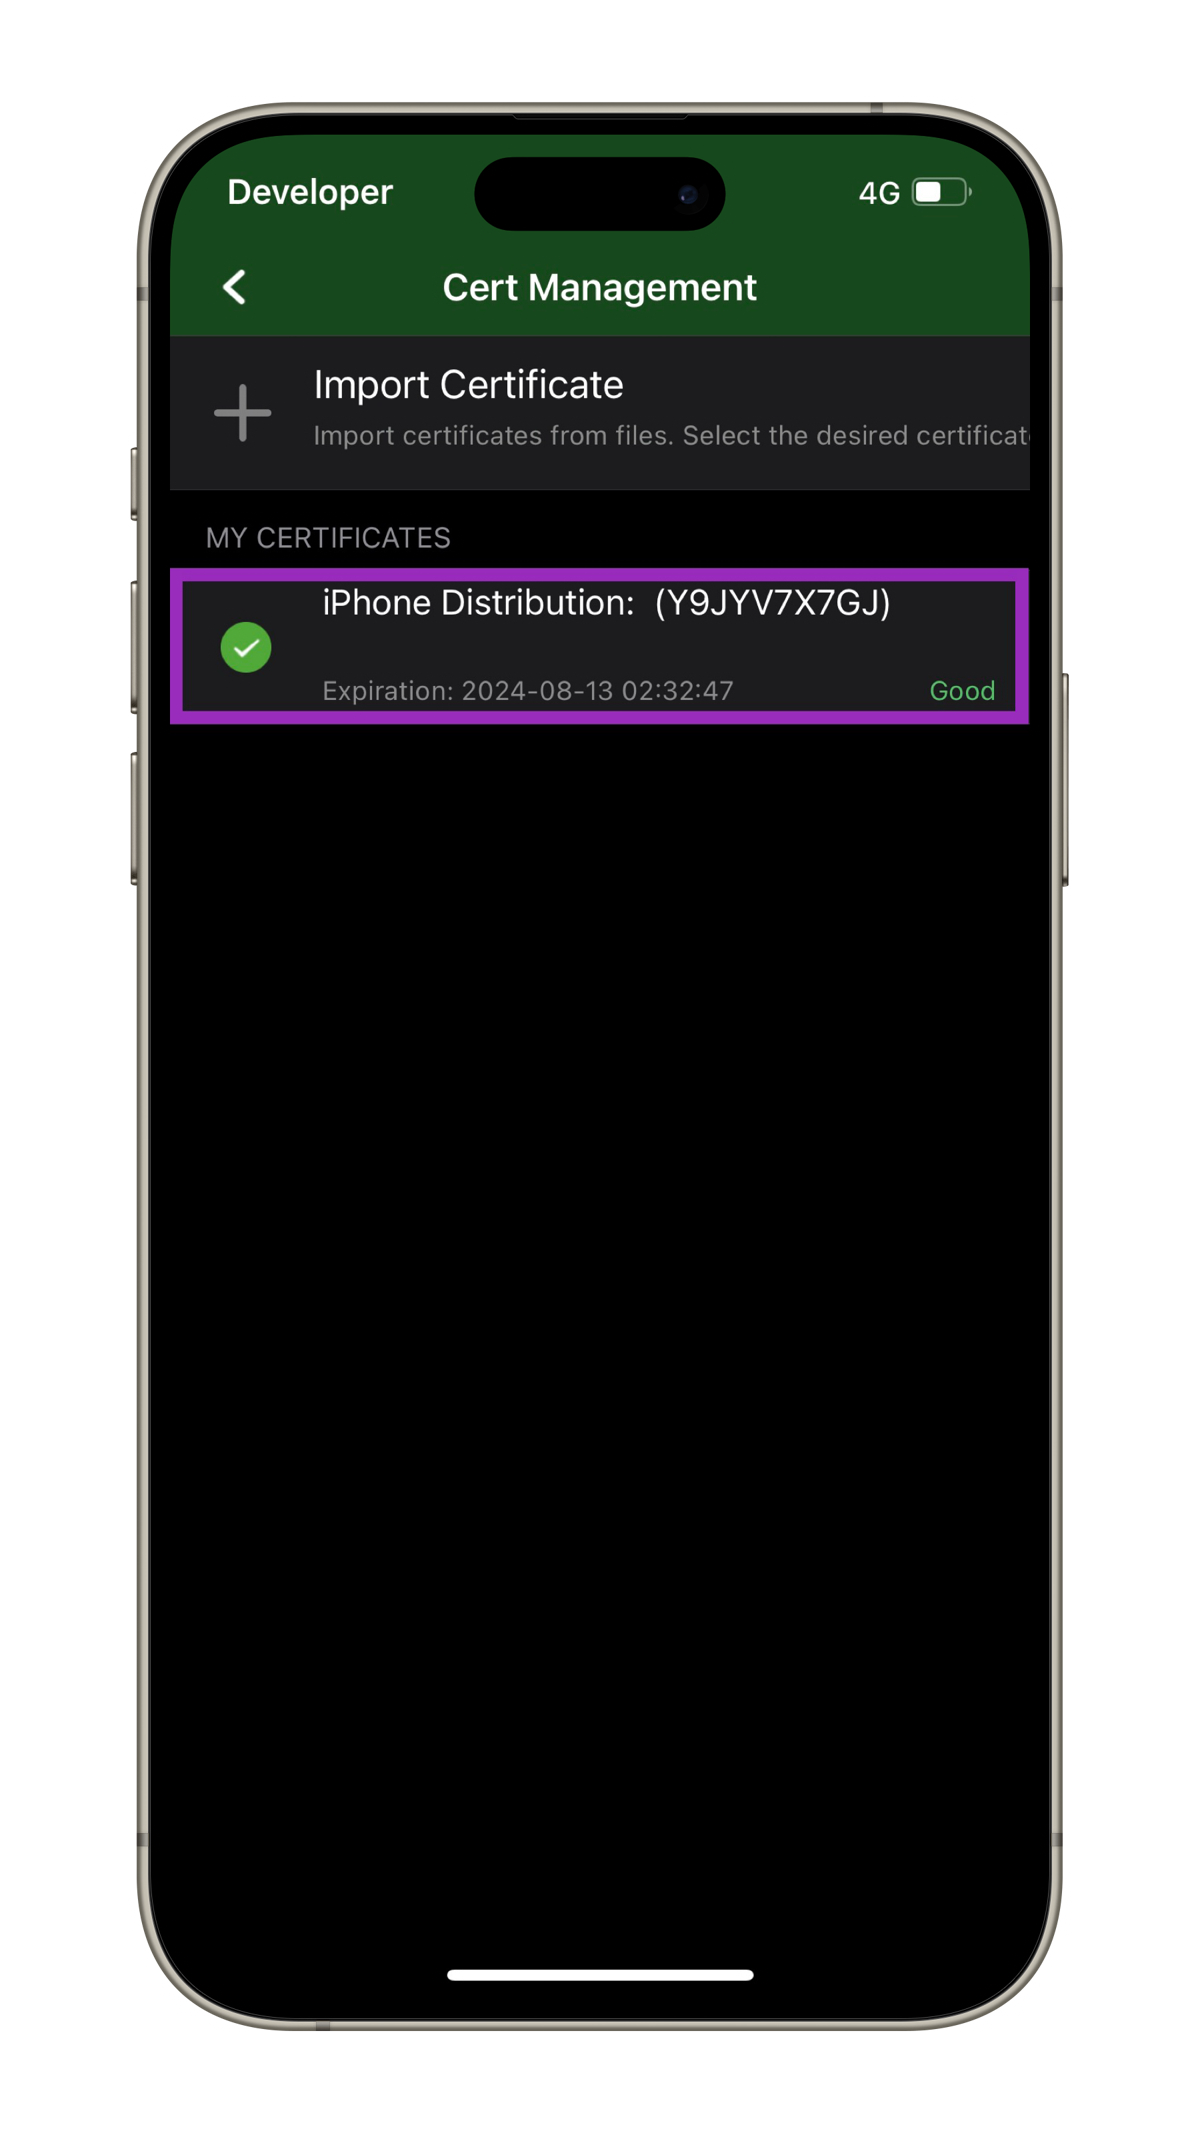 Developer 4G
Cert Management
Import Certificate
Import certificates from files. Select the desired certificat
MY CERTIFICATES
iPhone Distribution: (Y9JYV7X7GJ)
Expiration: 2024-08-13 02:32:47 Good